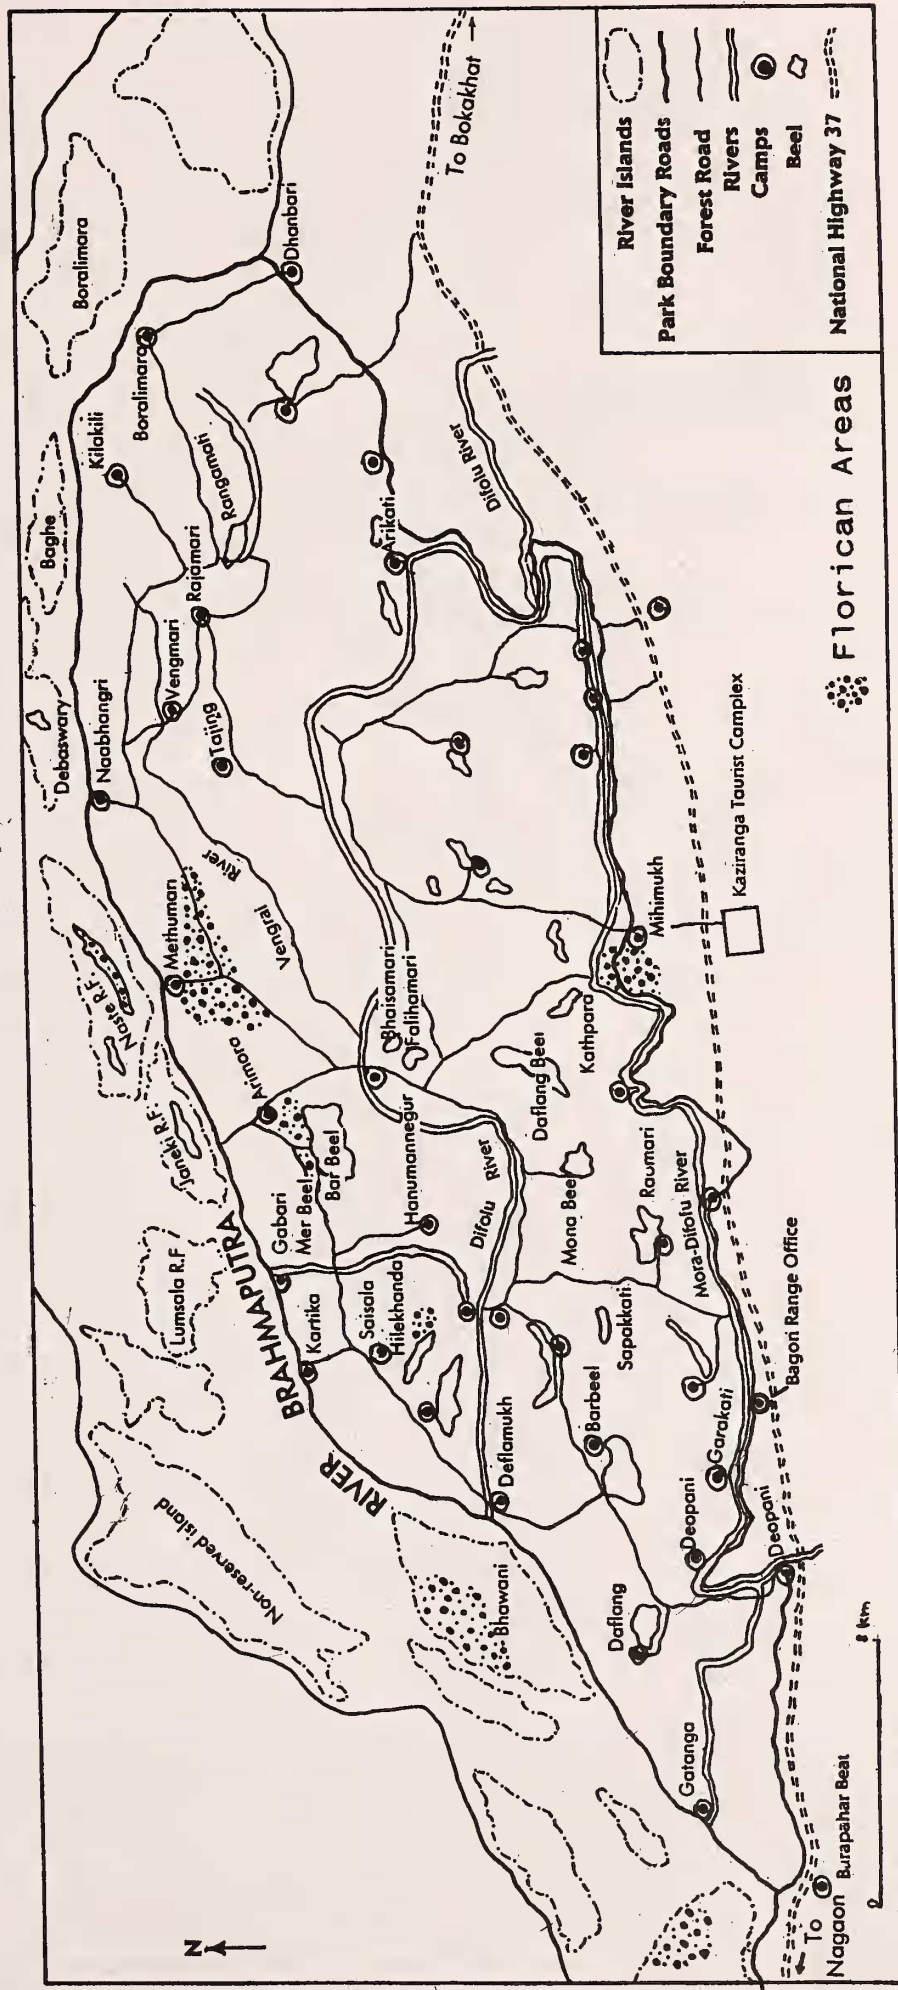 N
To
Nagaon
Burapahar Beat
0
8 km
Gatanga
Daflang
Deopani
Deopani
Garakati
Bagori Range Office
Bhawani
Non-reserved island
BRAHMAPUTRA
RIVER
Deflamukh
Barbeel
Sapakkati
Kartika
Saisala
Hilekhanda
Lumsala R.F
Gabari
Mer Beel
Bar Beel
Hanumannegur
Difolu River
Mona Beel
Raumari
Mora-Difolu River
Janeki R.F.
Arimora
Naste R.F
Methuman
Bhaisamari
Falihamari
Daflang Beel
Kathpara
Mihimukh
Kaziranga Tourist Complex
Vengrai River
Debaswary
Naabhangri
Tajing
Vengmari
Rajamari
Baghe
Kilakili
Rangamati
Boralimara
Boralimara
Dhanbari
Arikati
Difolu River
To Bokakhat
Florican Areas
River Islands
Park Boundary Roads
Forest Road
Rivers
Camps
Beel
National Highway 37